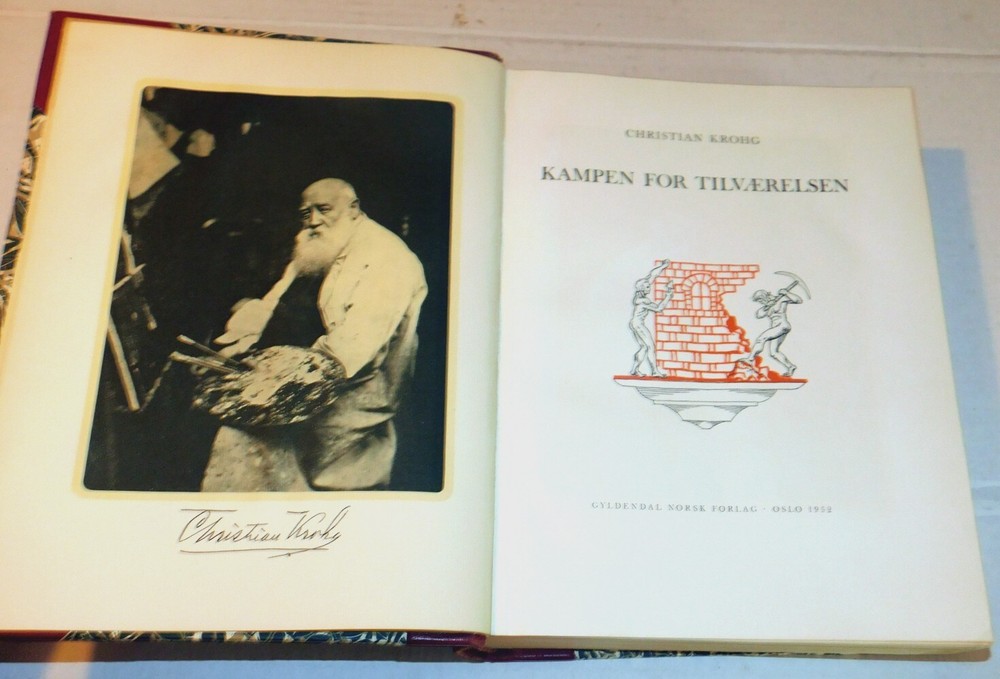 Christian Krohg
CHRISTIAN KROHG
KAMPEN FOR TILVÆRELSEN
GYLDENDAL NORSK FORLAG · OSLO 1952